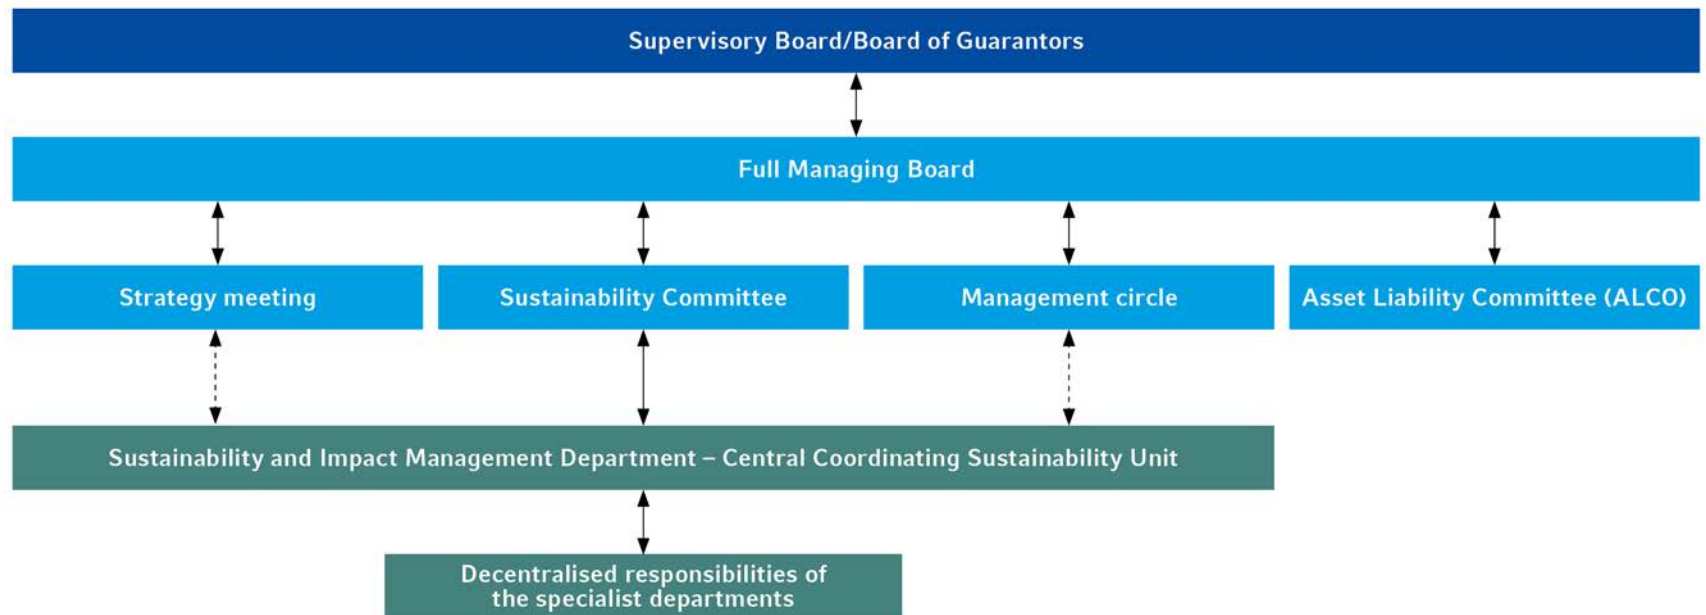 Supervisory Board/Board of Guarantors
Full Managing Board
Strategy meeting
Sustainability Committee
Management circle
Asset Liability Committee (ALCO)
Sustainability and Impact Management Department – Central Coordinating Sustainability Unit
Decentralised responsibilities of
the specialist departments